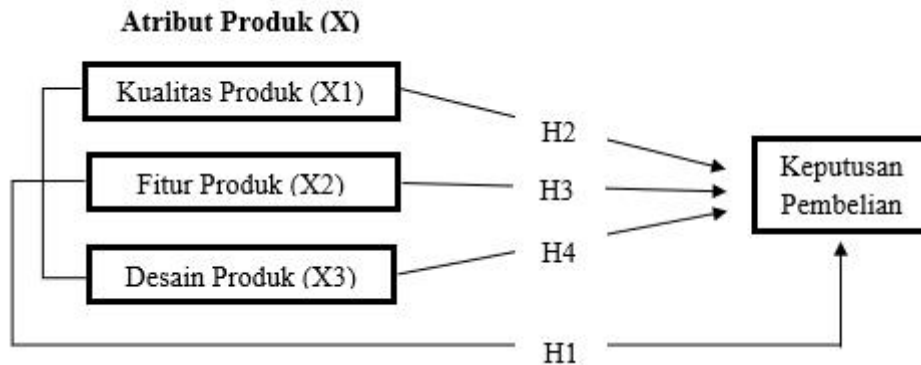 Atribut Produk (X)
Kualitas Produk (X1)
H2
Fitur Produk (X2)
H3
Keputusan
Pembelian
Desain Produk (X3)
H4
H1